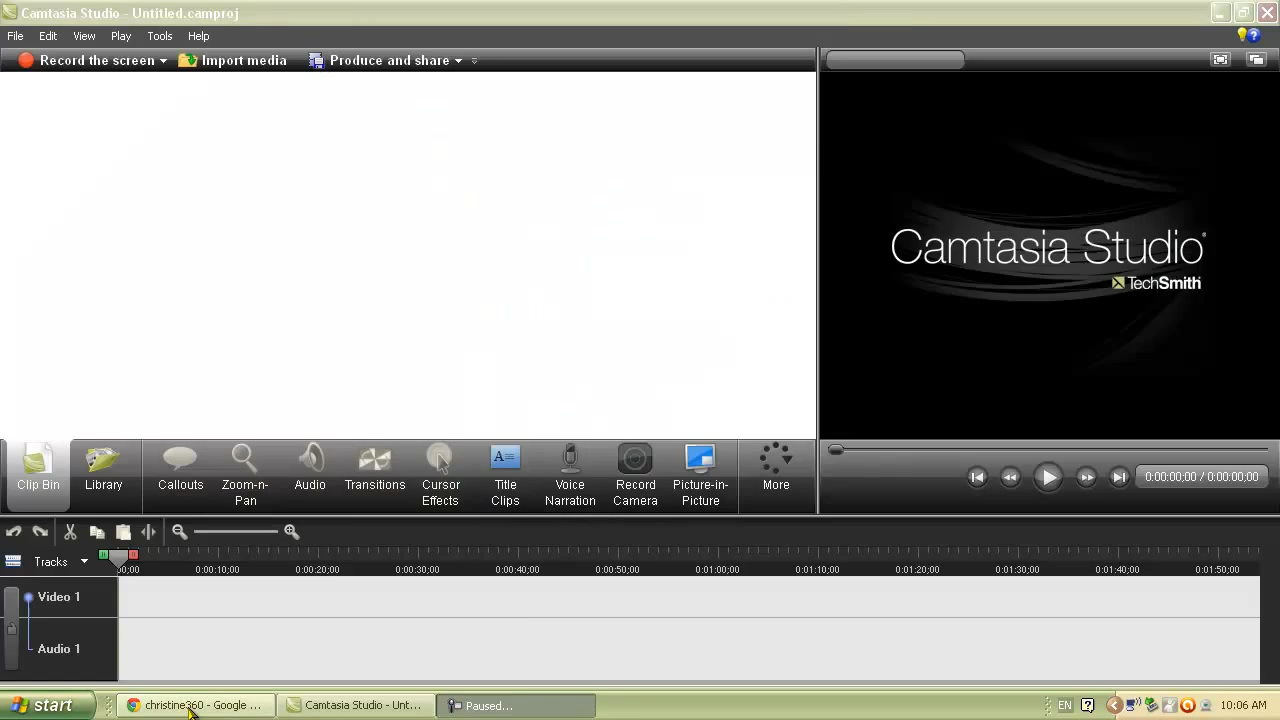 Camtasia Studio - Untitled.camproj
File Edit View Play Tools Help
Record the screen Import media Produce and share
Camtasia Studio
TechSmith
Clip Bin
Library
Callouts
Zoom-n-
Pan
Audio
Transitions
Cursor
Effects
Title
Clips
Voice
Narration
Record
Camera
Picture-in-
Picture
More
0:00:00;00 / 0:00:00;00
Tracks
00:00 0:00:10;00 0:00:20;00 0:00:30;00 0:00:40;00 0:00:50;00 0:01:00;00 0:01:10;00 0:01:20;00 0:01:30;00 0:01:40;00 0:01:50;00
Video 1
Audio 1
start christine360 - Google ... Camtasia Studio - Unt... Paused... EN 10:06 AM